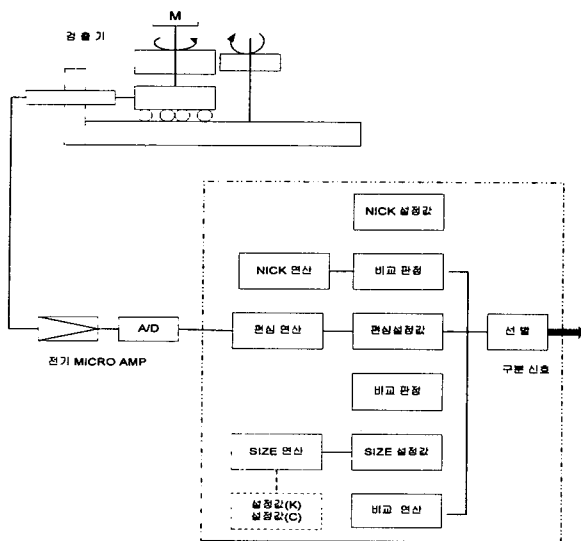 M
검 출 기
NICK 설정값
NICK 연산
비교 판정
A/D
편심 연산
편심설정값
선 별
전기 MICRO AMP
구분 신호
비교 판정
SIZE 연산
SIZE 설정값
설정값(K)
설정값(C)
비교 연산